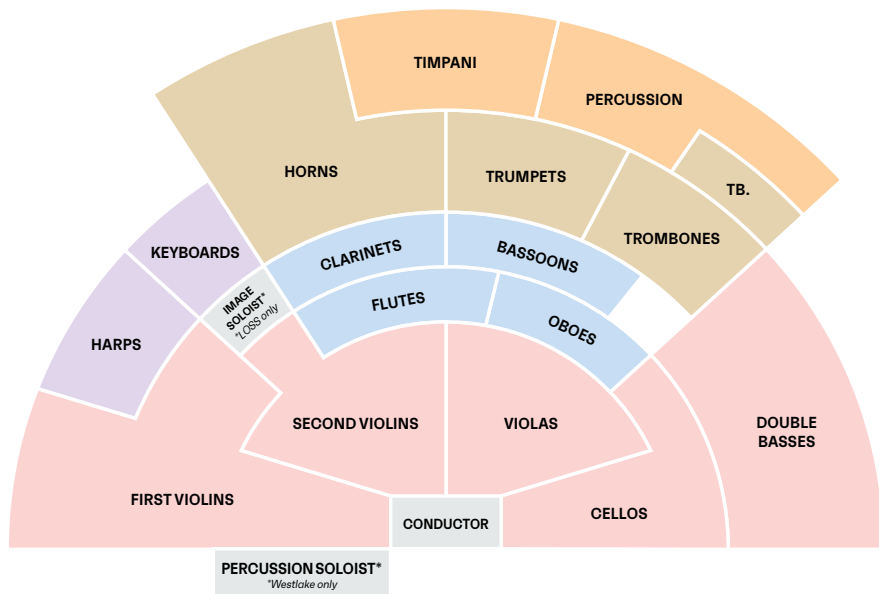 TIMPANI
PERCUSSION
HORNS
TRUMPETS
TB.
TROMBONES
KEYBOARDS
CLARINETS
BASSOONS
IMAGE
SOLOIST*
*LOSS only
FLUTES
OBOES
HARPS
SECOND VIOLINS
VIOLAS
DOUBLE
BASSES
FIRST VIOLINS
CELLOS
CONDUCTOR
PERCUSSION SOLOIST*
*Westlake only